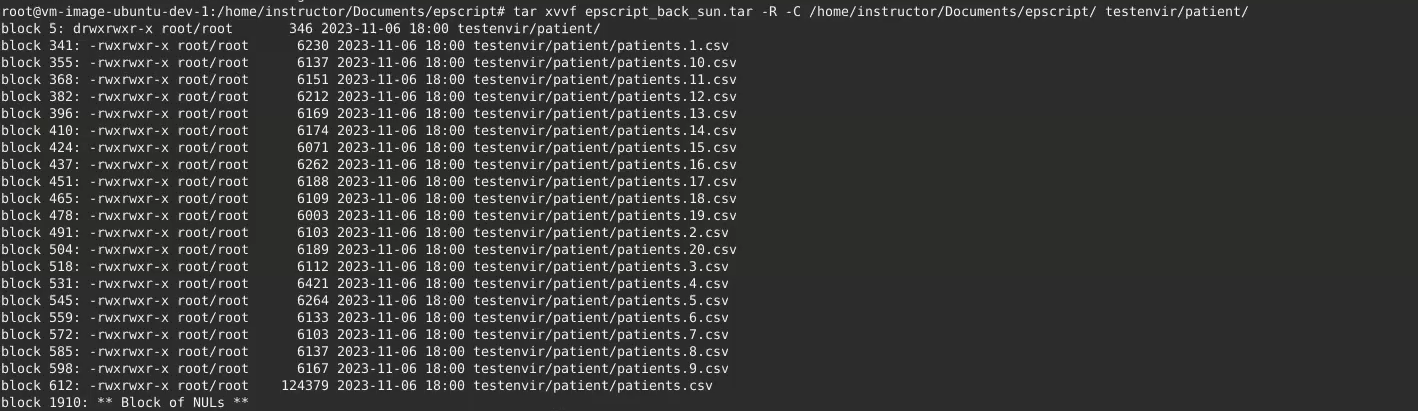 root@vm-image-ubuntu-dev-1:/home/instructor/Documents/epscript# tar xvvf epscript_back_sun.tar -R -C /home/instructor/Documents/epscript/ testenvir/patient/
block 5: drwxrwxr-x root/root       346 2023-11-06 18:00 testenvir/patient/
block 341: -rwxrwxr-x root/root      6230 2023-11-06 18:00 testenvir/patient/patients.1.csv
block 355: -rwxrwxr-x root/root      6137 2023-11-06 18:00 testenvir/patient/patients.10.csv
block 368: -rwxrwxr-x root/root      6151 2023-11-06 18:00 testenvir/patient/patients.11.csv
block 382: -rwxrwxr-x root/root      6212 2023-11-06 18:00 testenvir/patient/patients.12.csv
block 396: -rwxrwxr-x root/root      6169 2023-11-06 18:00 testenvir/patient/patients.13.csv
block 410: -rwxrwxr-x root/root      6174 2023-11-06 18:00 testenvir/patient/patients.14.csv
block 424: -rwxrwxr-x root/root      6071 2023-11-06 18:00 testenvir/patient/patients.15.csv
block 437: -rwxrwxr-x root/root      6262 2023-11-06 18:00 testenvir/patient/patients.16.csv
block 451: -rwxrwxr-x root/root      6188 2023-11-06 18:00 testenvir/patient/patients.17.csv
block 465: -rwxrwxr-x root/root      6109 2023-11-06 18:00 testenvir/patient/patients.18.csv
block 478: -rwxrwxr-x root/root      6003 2023-11-06 18:00 testenvir/patient/patients.19.csv
block 491: -rwxrwxr-x root/root      6103 2023-11-06 18:00 testenvir/patient/patients.2.csv
block 504: -rwxrwxr-x root/root      6189 2023-11-06 18:00 testenvir/patient/patients.20.csv
block 518: -rwxrwxr-x root/root      6112 2023-11-06 18:00 testenvir/patient/patients.3.csv
block 531: -rwxrwxr-x root/root      6421 2023-11-06 18:00 testenvir/patient/patients.4.csv
block 545: -rwxrwxr-x root/root      6264 2023-11-06 18:00 testenvir/patient/patients.5.csv
block 559: -rwxrwxr-x root/root      6133 2023-11-06 18:00 testenvir/patient/patients.6.csv
block 572: -rwxrwxr-x root/root      6103 2023-11-06 18:00 testenvir/patient/patients.7.csv
block 585: -rwxrwxr-x root/root      6137 2023-11-06 18:00 testenvir/patient/patients.8.csv
block 598: -rwxrwxr-x root/root      6167 2023-11-06 18:00 testenvir/patient/patients.9.csv
block 612: -rwxrwxr-x root/root    124379 2023-11-06 18:00 testenvir/patient/patients.csv
block 1910: ** Block of NULs **